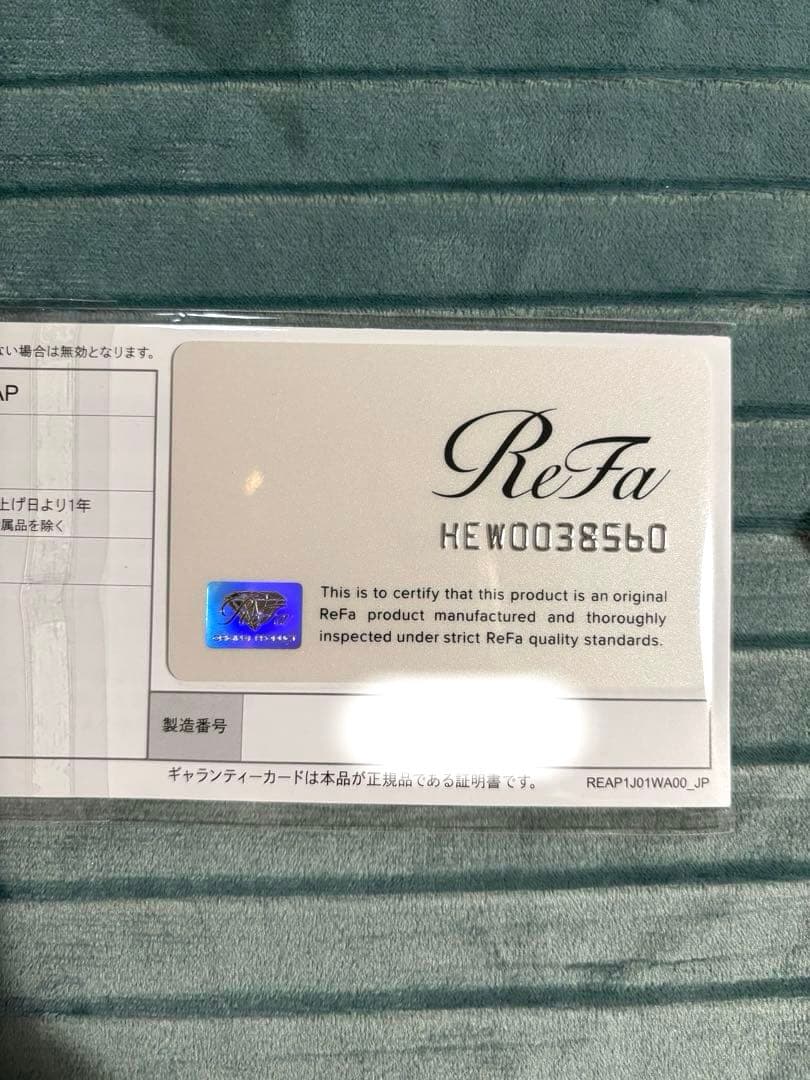 ない場合は無効となります。
AP
上げ日より1年
属品を除く
ReFa
HEW0038560
This is to certify that this product is an original
ReFa product manufactured and thoroughly
inspected under strict ReFa quality standards.
ReFa
製造番号
ギャランティーカードは本品が正規品である証明書です。
REAP1J01WA00_JP